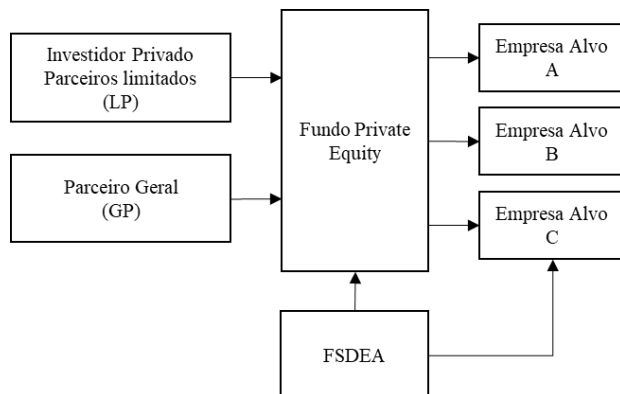 Investidor Privado
Parceiros limitados
(LP)
Parceiro Geral
(GP)
Fundo Private
Equity
Empresa Alvo
A
Empresa Alvo
B
Empresa Alvo
C
FSDEA